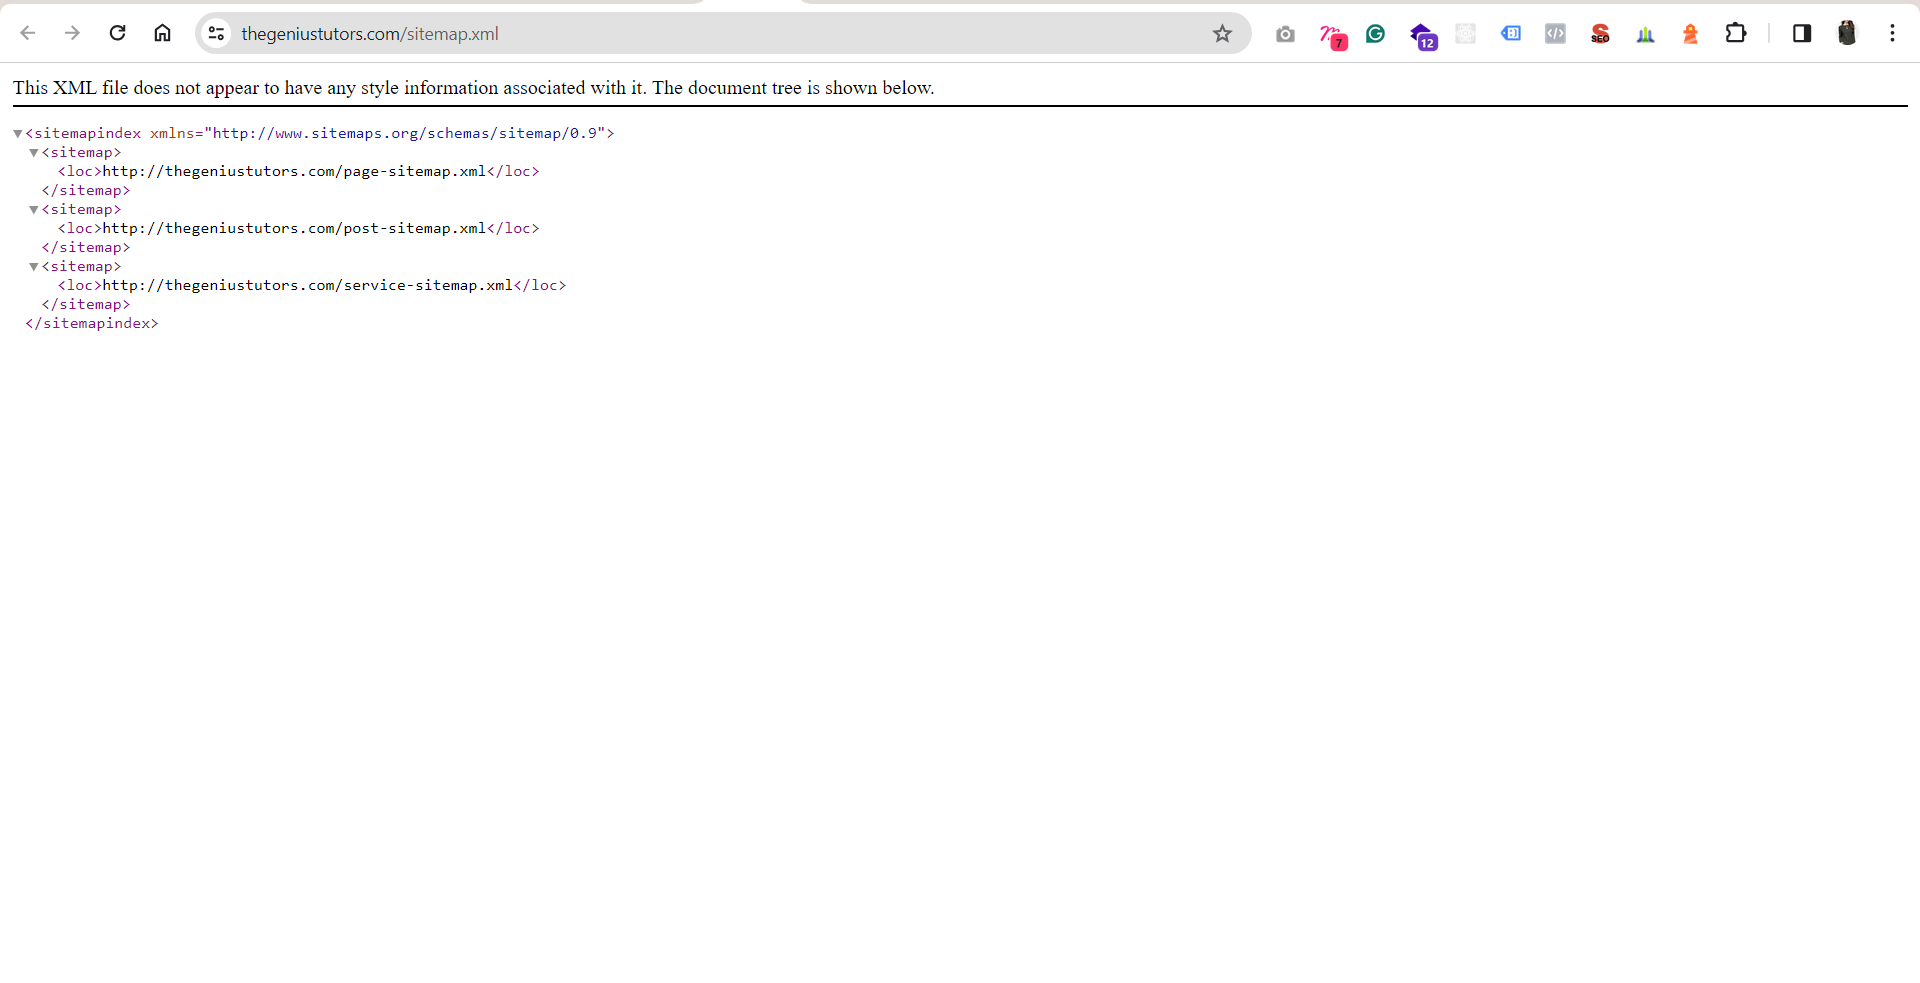 thegeniustutors.com/sitemap.xml
7
12
SEO
This XML file does not appear to have any style information associated with it. The document tree is shown below.
<sitemapindex xmlns="http://www.sitemaps.org/schemas/sitemap/0.9">
<sitemap>
<loc>http://thegeniustutors.com/page-sitemap.xml</loc>
</sitemap>
<sitemap>
<loc>http://thegeniustutors.com/post-sitemap.xml</loc>
</sitemap>
<sitemap>
<loc>http://thegeniustutors.com/service-sitemap.xml</loc>
</sitemap>
</sitemapindex>